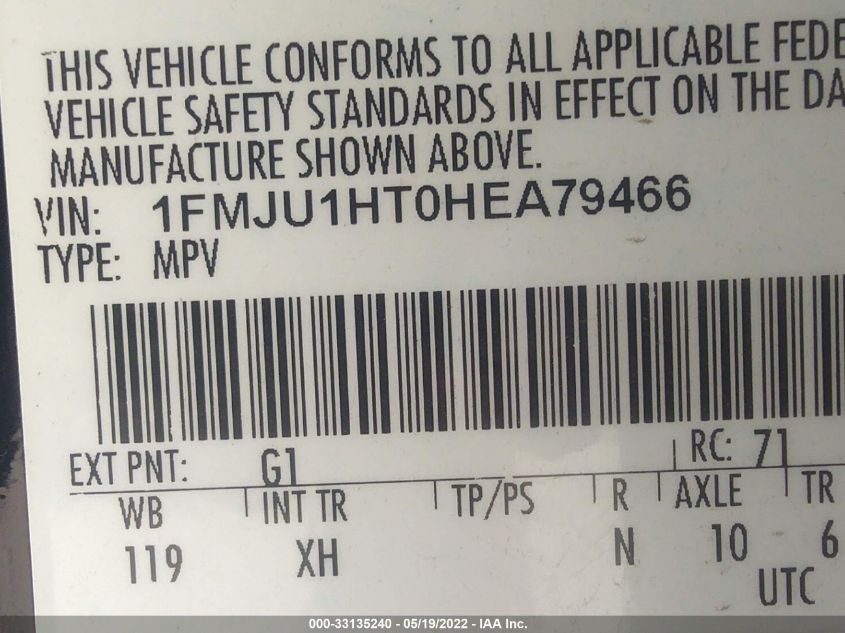 THIS VEHICLE CONFORMS TO ALL APPLICABLE FEDE
VEHICLE SAFETY STANDARDS IN EFFECT ON THE DA
MANUFACTURE SHOWN ABOVE.
VIN: 1FMJU1HT0HEA79466
TYPE: MPV
EXT PNT: G1 RC: 71
WB INT TR TP/PS R AXLE TR
119 XH N 10 6
UTC
000-33135240 - 05/19/2022 - IAA Inc.